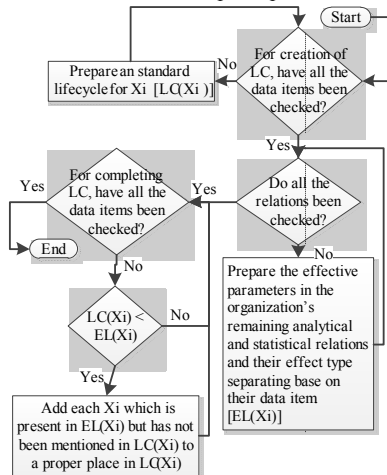 Start
For creation of
LC, have all the
data items been
checked?
No
Prepare an standard
lifecycle for Xi [LC(Xi )]
Yes
For completing
LC, have all the
data items been
checked?
Yes
Yes
Do all the
relations been
checked?
End
No
No
LC(Xi) <
EL(Xi)
No
Prepare the effective
parameters in the
organization's
remaining analytical
and statistical relations
and their effect type
separating base on
their data item
[EL(Xi)]
Yes
Add each Xi which is
present in EL(Xi) but has not
been mentioned in LC(Xi) to
a proper place in LC(Xi)